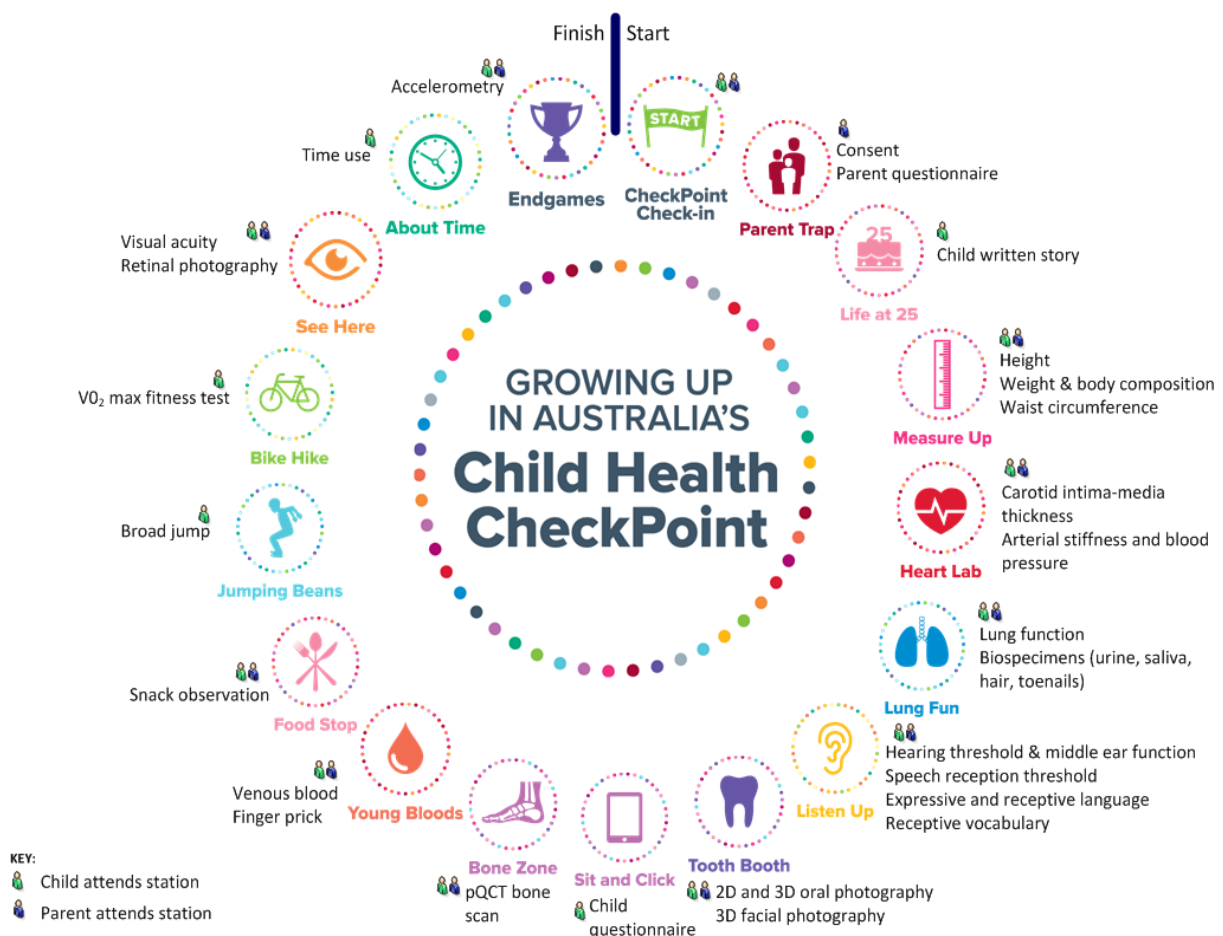 Finish
Start
CheckPoint
Check-in
START
Consent
Parent questionnaire
Parent Trap
25
Child written story
Life at 25
Height
Weight & body composition
Waist circumference
Measure Up
Carotid intima-media
thickness
Arterial stiffness and blood
pressure
Heart Lab
Lung function
Biospecimens (urine, saliva,
hair, toenails)
Lung Fun
Hearing threshold & middle ear function
Speech reception threshold
Expressive and receptive language
Receptive vocabulary
Listen Up
Tooth Booth
2D and 3D oral photography
3D facial photography
Sit and Click
Child
questionnaire
Bone Zone
pQCT bone
scan
Young Bloods
Venous blood
Finger prick
Food Stop
Snack observation
Jumping Beans
Broad jump
Bike Hike
V0₂ max fitness test
See Here
Visual acuity
Retinal photography
About Time
Time use
Endgames
Accelerometry
GROWING UP
IN AUSTRALIA'S
Child Health
CheckPoint
KEY:
Child attends station
Parent attends station